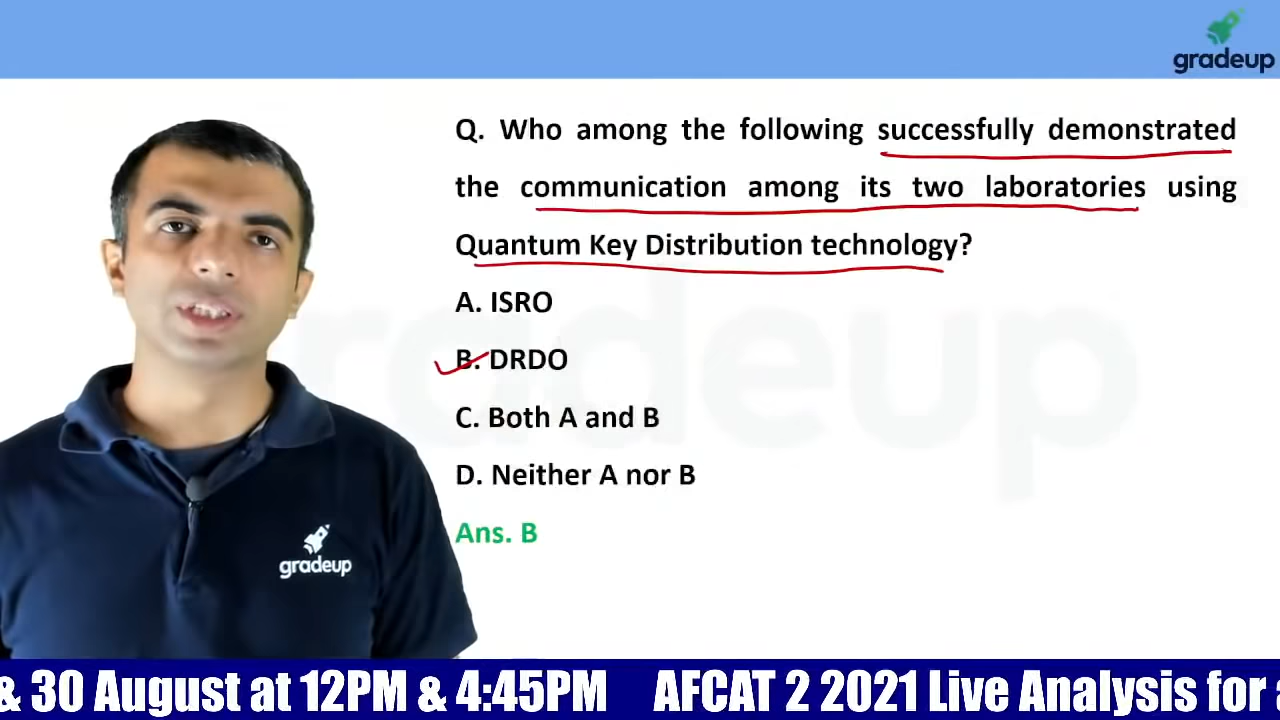 gradeup
Q. Who among the following successfully demonstrated
the communication among its two laboratories using
Quantum Key Distribution technology?
A. ISRO
B. DRDO
C. Both A and B
D. Neither A nor B
Ans. B
gradeup
gradeup
& 30 August at 12PM & 4:45PM AFCAT 2 2021 Live Analysis for